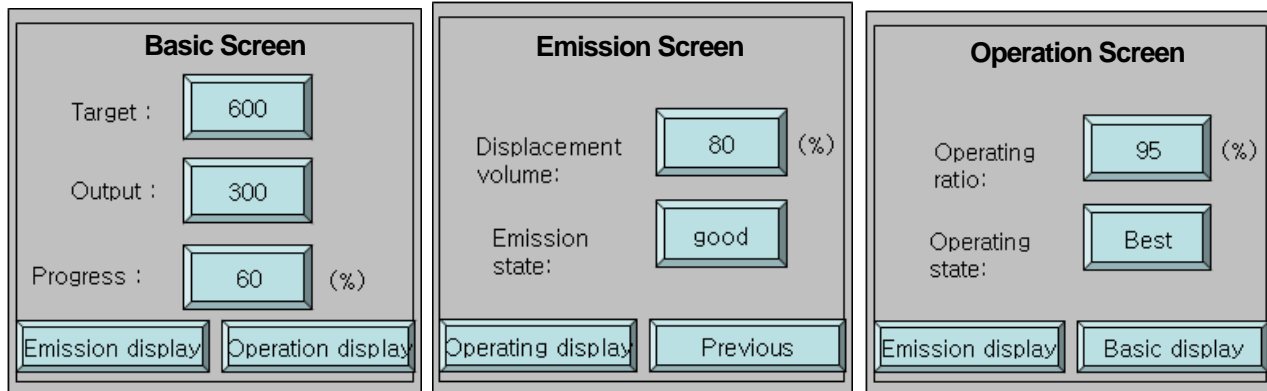 Basic Screen
Target : 600
Output : 300
Progress : 60 (%)
Emission display Operation display
Emission Screen
Displacement
volume: 80 (%)
Emission
state: good
Operating display Previous
Operation Screen
Operating
ratio: 95 (%)
Operating
state: Best
Emission display Basic display